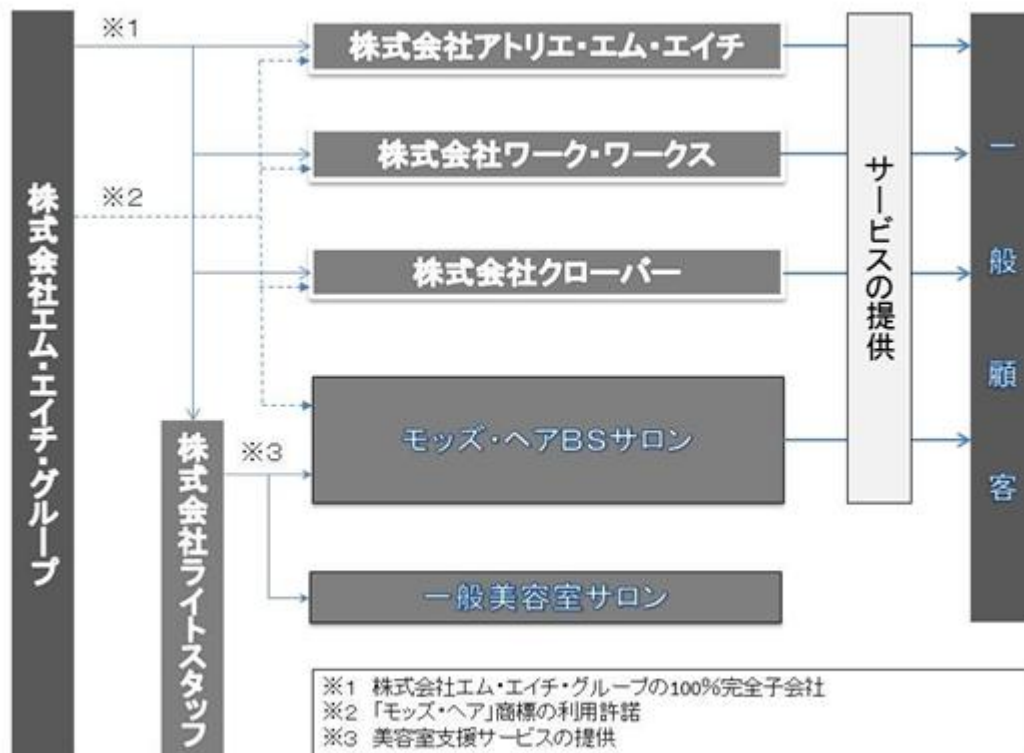 株式会社エム・エイチ・グループ
※1
※2
株式会社アトリエ・エム・エイチ
株式会社ワーク・ワークス
株式会社クローバー
モッズ・ヘアBSサロン
株式会社ライトスタッフ
※3
一般美容室サロン
サービスの提供
一般顧客
※1 株式会社エム・エイチ・グループの100%完全子会社
※2 「モッズ・ヘア」商標の利用許諾
※3 美容室支援サービスの提供